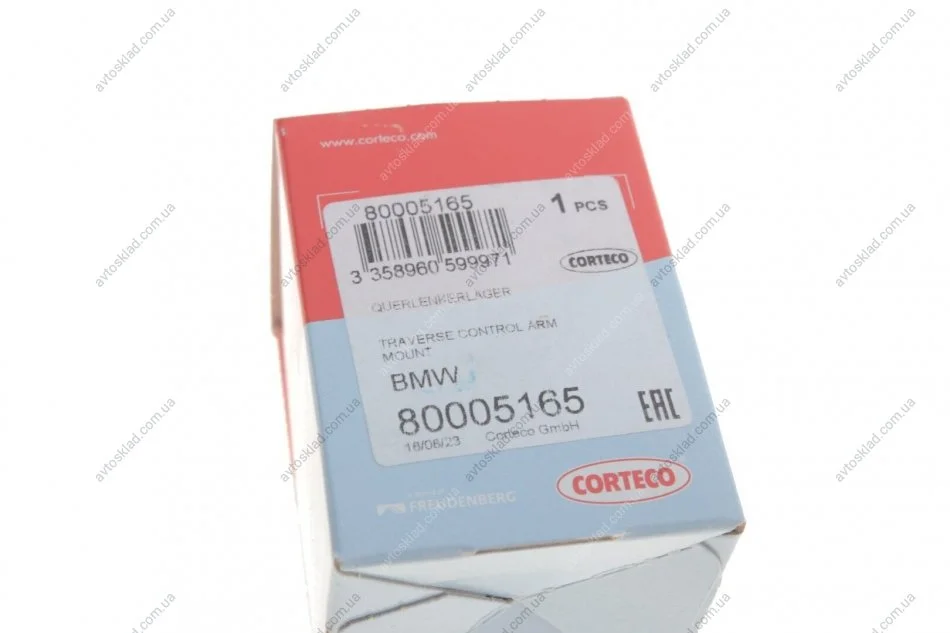 www.corteco.com
80005165
1 PCS
3 358960 599971
CORTECO
QUERLENKERLAGER
TRAVERSE CONTROL ARM
MOUNT
BMW
80005165
EAC
16/06/23 Corteco GmbH
CORTECO
FREUDENBERG
avtosklad.com.ua